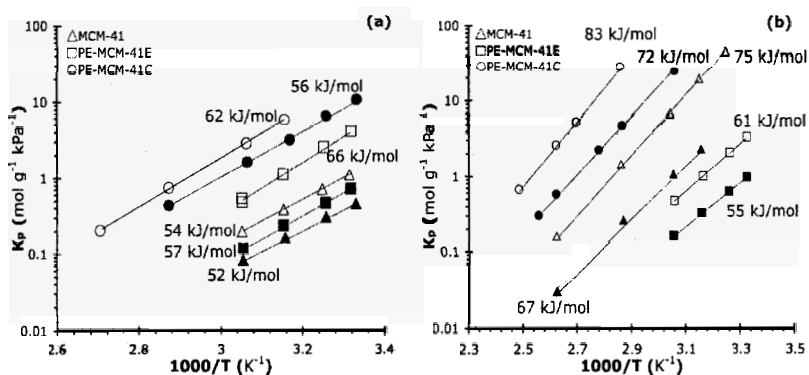 (a)
100
10
1
0.1
0.01
Kp (mol g-1 kPa-1)
△MCM-41
□PE-MCM-41E
○PE-MCM-41C
56 kJ/mol
62 kJ/mol
66 kJ/mol
54 kJ/mol
57 kJ/mol
52 kJ/mol
2.6 2.8 3 3.2 3.4
1000/T (K-1)
(b)
100
10
1
0.1
0.01
Kp (mol g-1 kPa-1)
△MCM-41
■PE-MCM-41E
○PE-MCM-41C
83 kJ/mol
72 kJ/mol
75 kJ/mol
61 kJ/mol
55 kJ/mol
67 kJ/mol
2.3 2.5 2.7 2.9 3.1 3.3 3.5
1000/T (K-1)